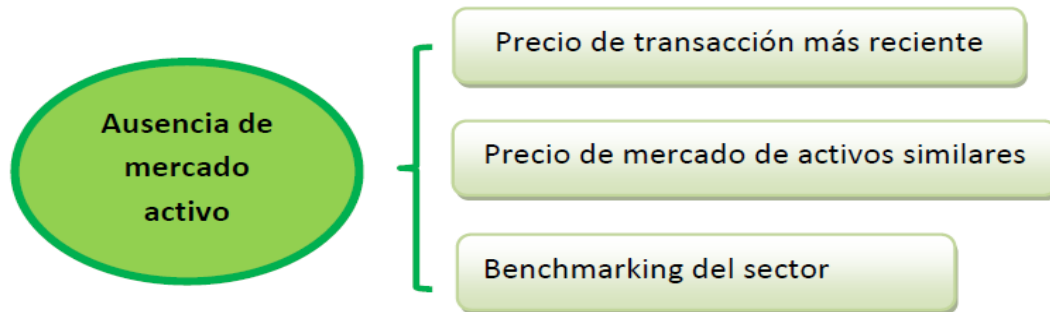 Ausencia de
mercado
activo
Precio de transacción más reciente
Precio de mercado de activos similares
Benchmarking del sector